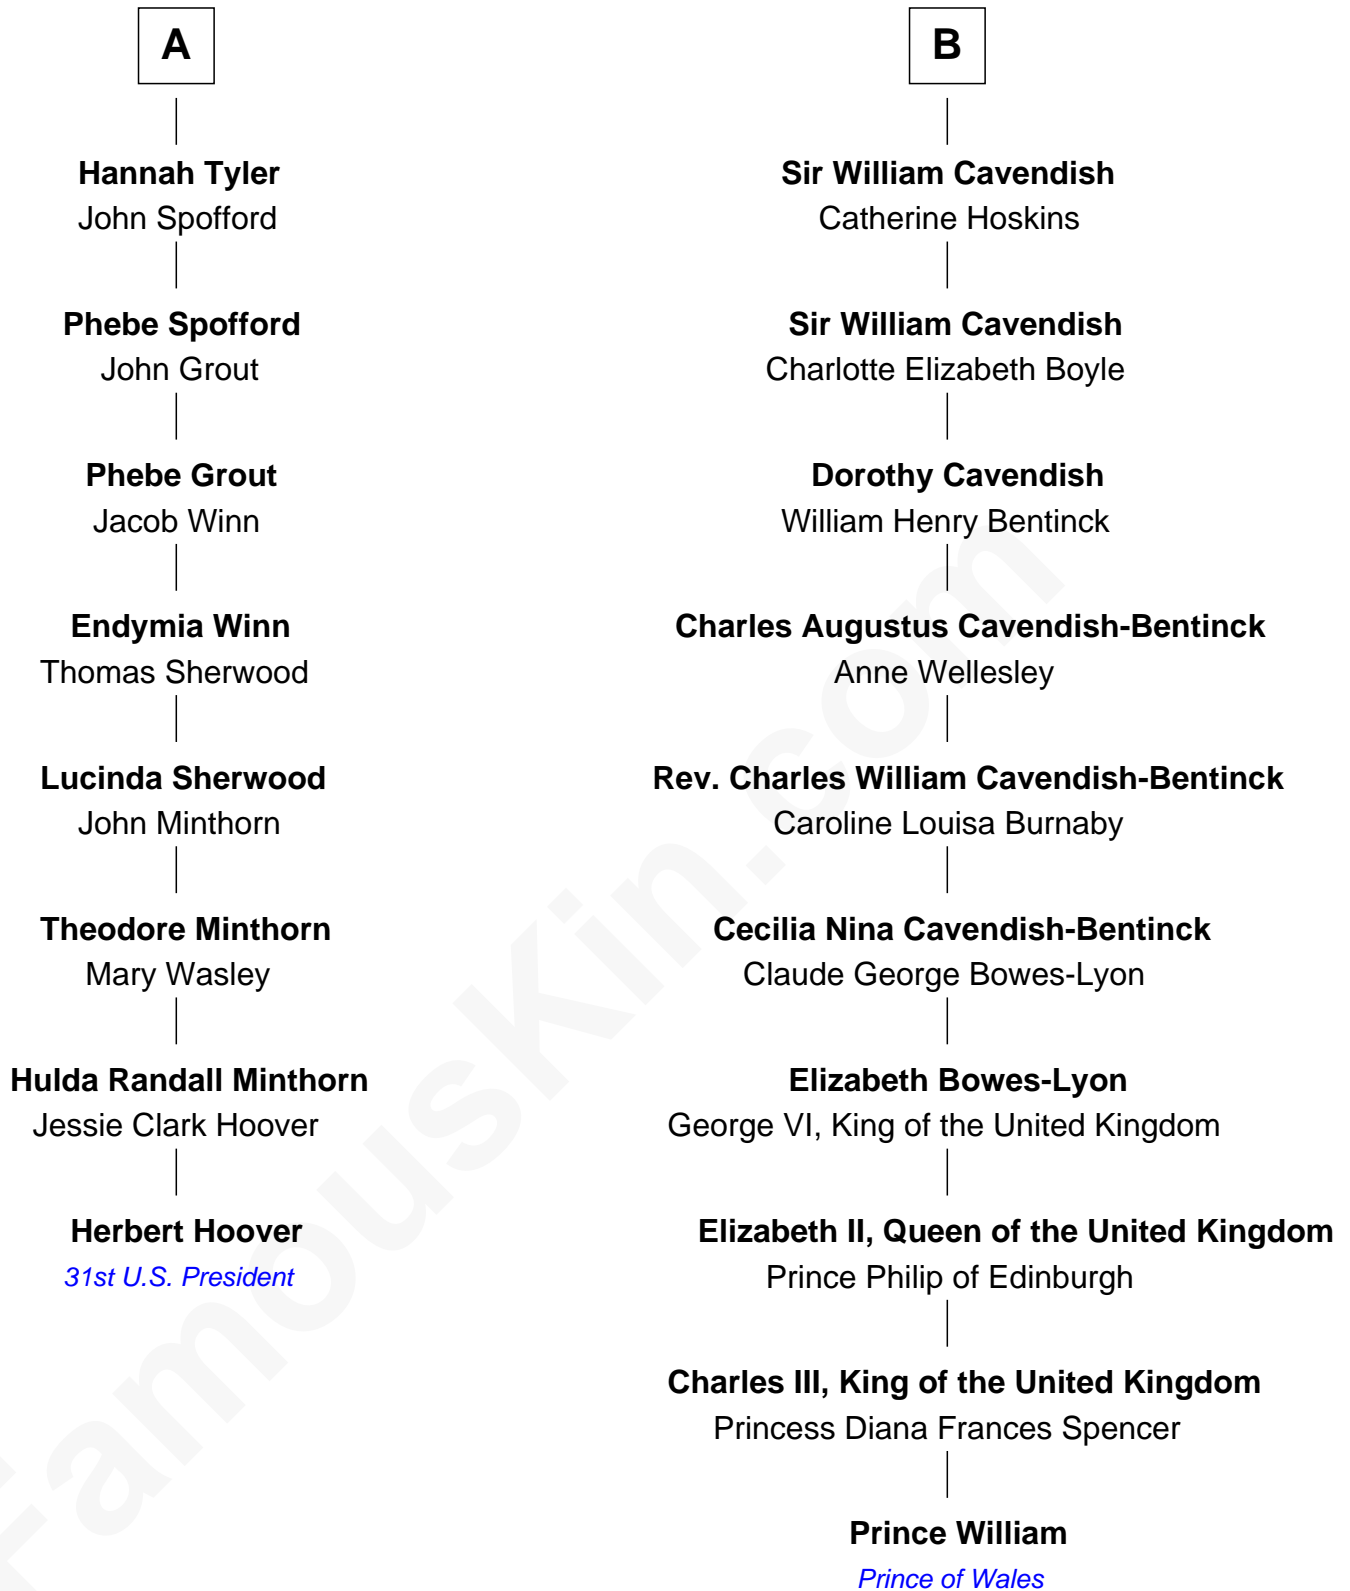 A
B
Hannah Tyler
John Spofford
Sir William Cavendish
Catherine Hoskins
Phebe Spofford
John Grout
Sir William Cavendish
Charlotte Elizabeth Boyle
Phebe Grout
Jacob Winn
Dorothy Cavendish
William Henry Bentinck
Endymia Winn
Thomas Sherwood
Charles Augustus Cavendish-Bentinck
Anne Wellesley
Lucinda Sherwood
John Minthorn
Rev. Charles William Cavendish-Bentinck
Caroline Louisa Burnaby
Theodore Minthorn
Mary Wasley
Cecilia Nina Cavendish-Bentinck
Claude George Bowes-Lyon
Hulda Randall Minthorn
Jessie Clark Hoover
Elizabeth Bowes-Lyon
George VI, King of the United Kingdom
Herbert Hoover
31st U.S. President
Elizabeth II, Queen of the United Kingdom
Prince Philip of Edinburgh
Charles III, King of the United Kingdom
Princess Diana Frances Spencer
Prince William
Prince of Wales
FamousKin.com